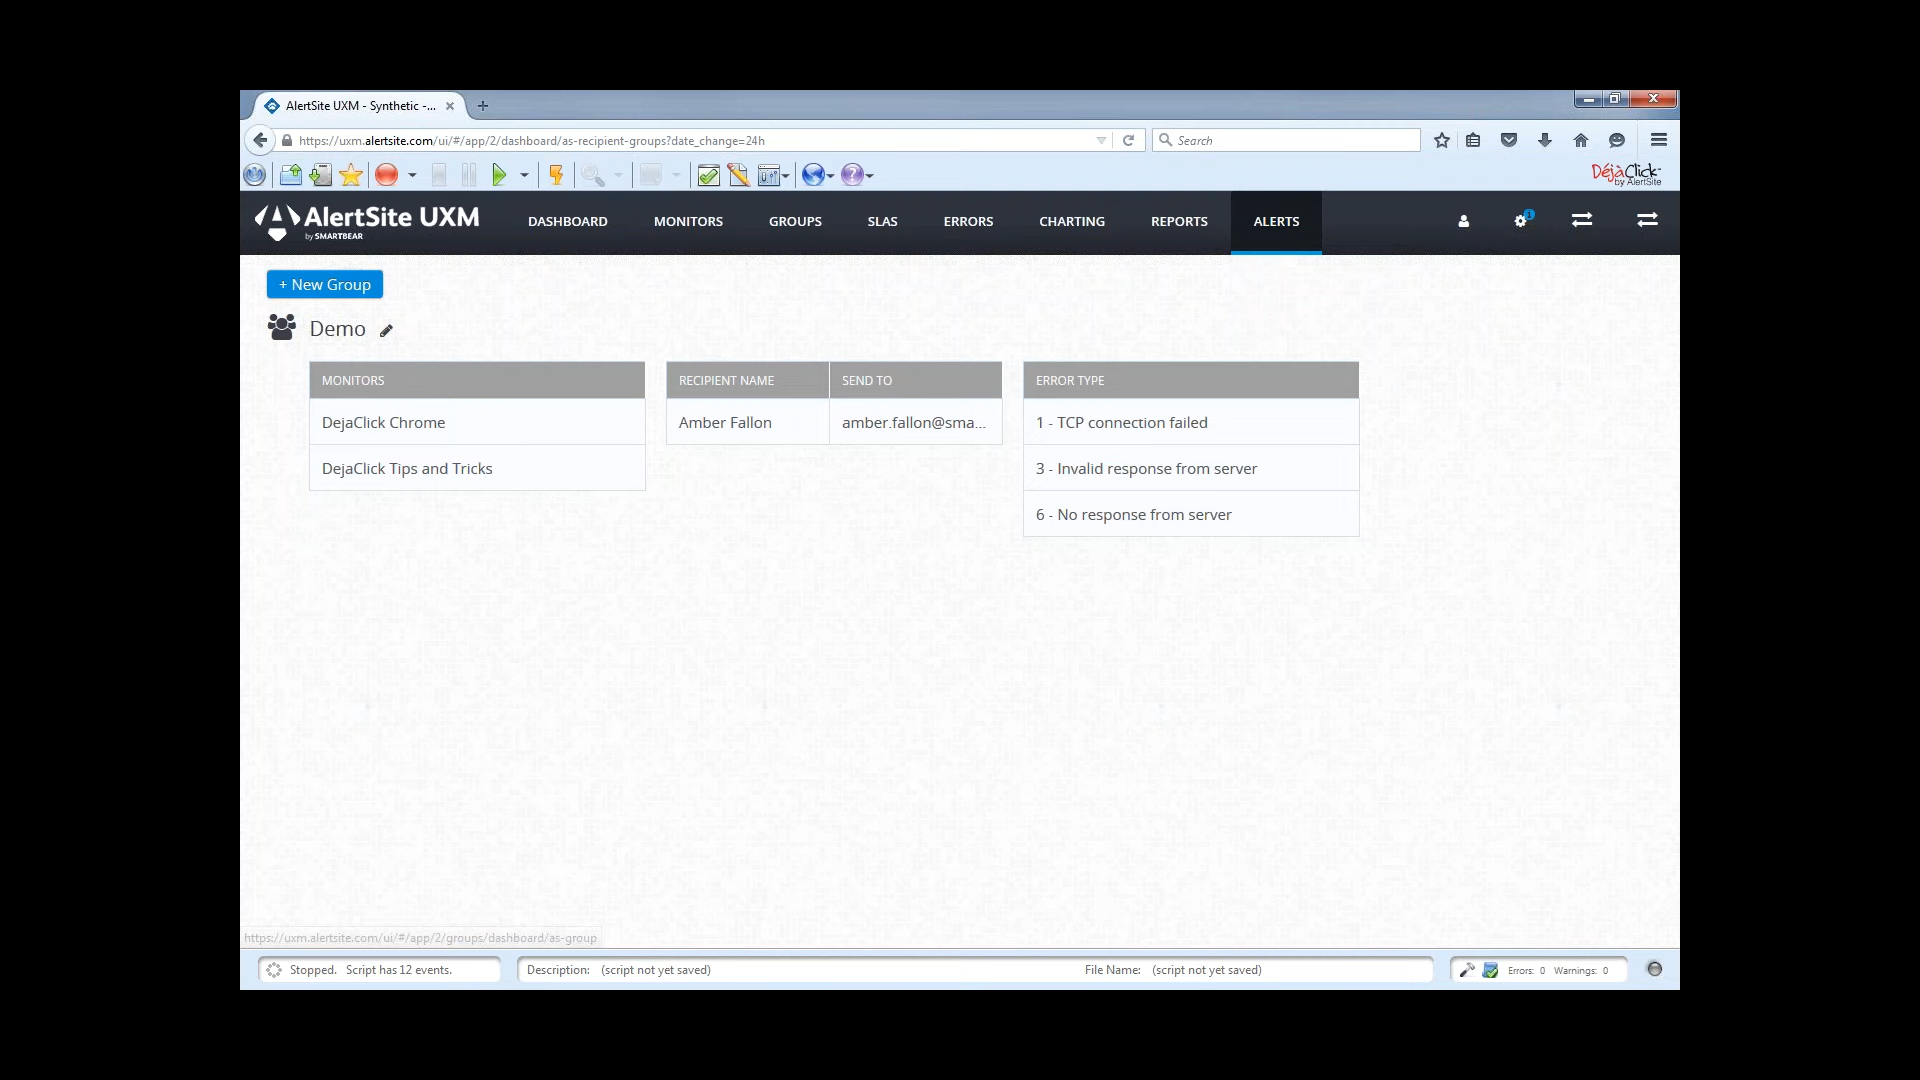 AlertSite UXM - Synthetic -...
https://uxm.alertsite.com/ui/#/app/2/dashboard/as-recipient-groups?date_change=24h
Search
DéjàClick
by AlertSite
AlertSite UXM
by SMARTBEAR
DASHBOARD MONITORS GROUPS SLAS ERRORS CHARTING REPORTS ALERTS
1
+ New Group
Demo
MONITORS RECIPIENT NAME SEND TO ERROR TYPE
DejaClick Chrome Amber Fallon amber.fallon@sma... 1 - TCP connection failed
DejaClick Tips and Tricks 3 - Invalid response from server
6 - No response from server
https://uxm.alertsite.com/ui/#/app/2/groups/dashboard/as-group
Stopped. Script has 12 events. Description: (script not yet saved) File Name: (script not yet saved) Errors: 0 Warnings: 0